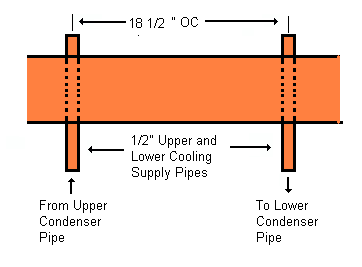 18 1/2 " OC
1/2" Upper and
Lower Cooling
Supply Pipes
From Upper
Condenser
Pipe
To Lower
Condenser
Pipe